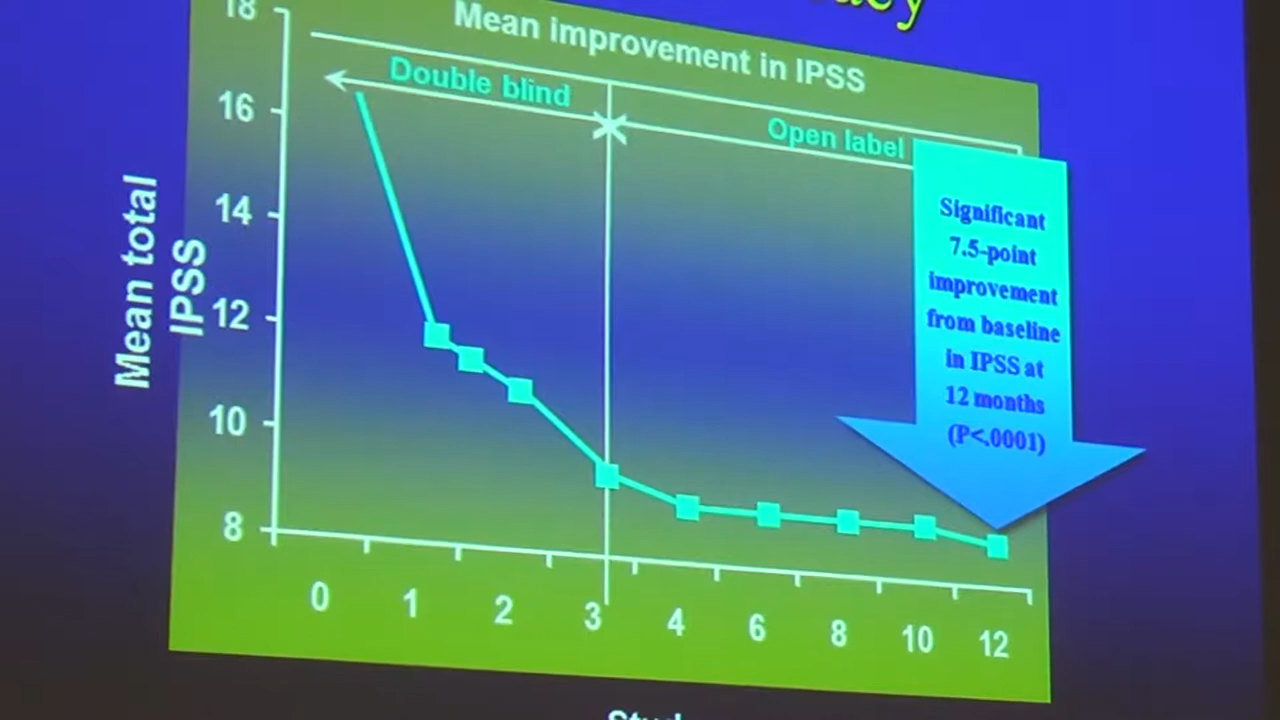 Mean improvement in IPSS
Double blind
Open label
18
16
14
12
10
8
Mean total
IPSS
Significant
7.5-point
improvement
from baseline
in IPSS at
12 months
(P<.0001)
0 1 2 3 4 6 8 10 12